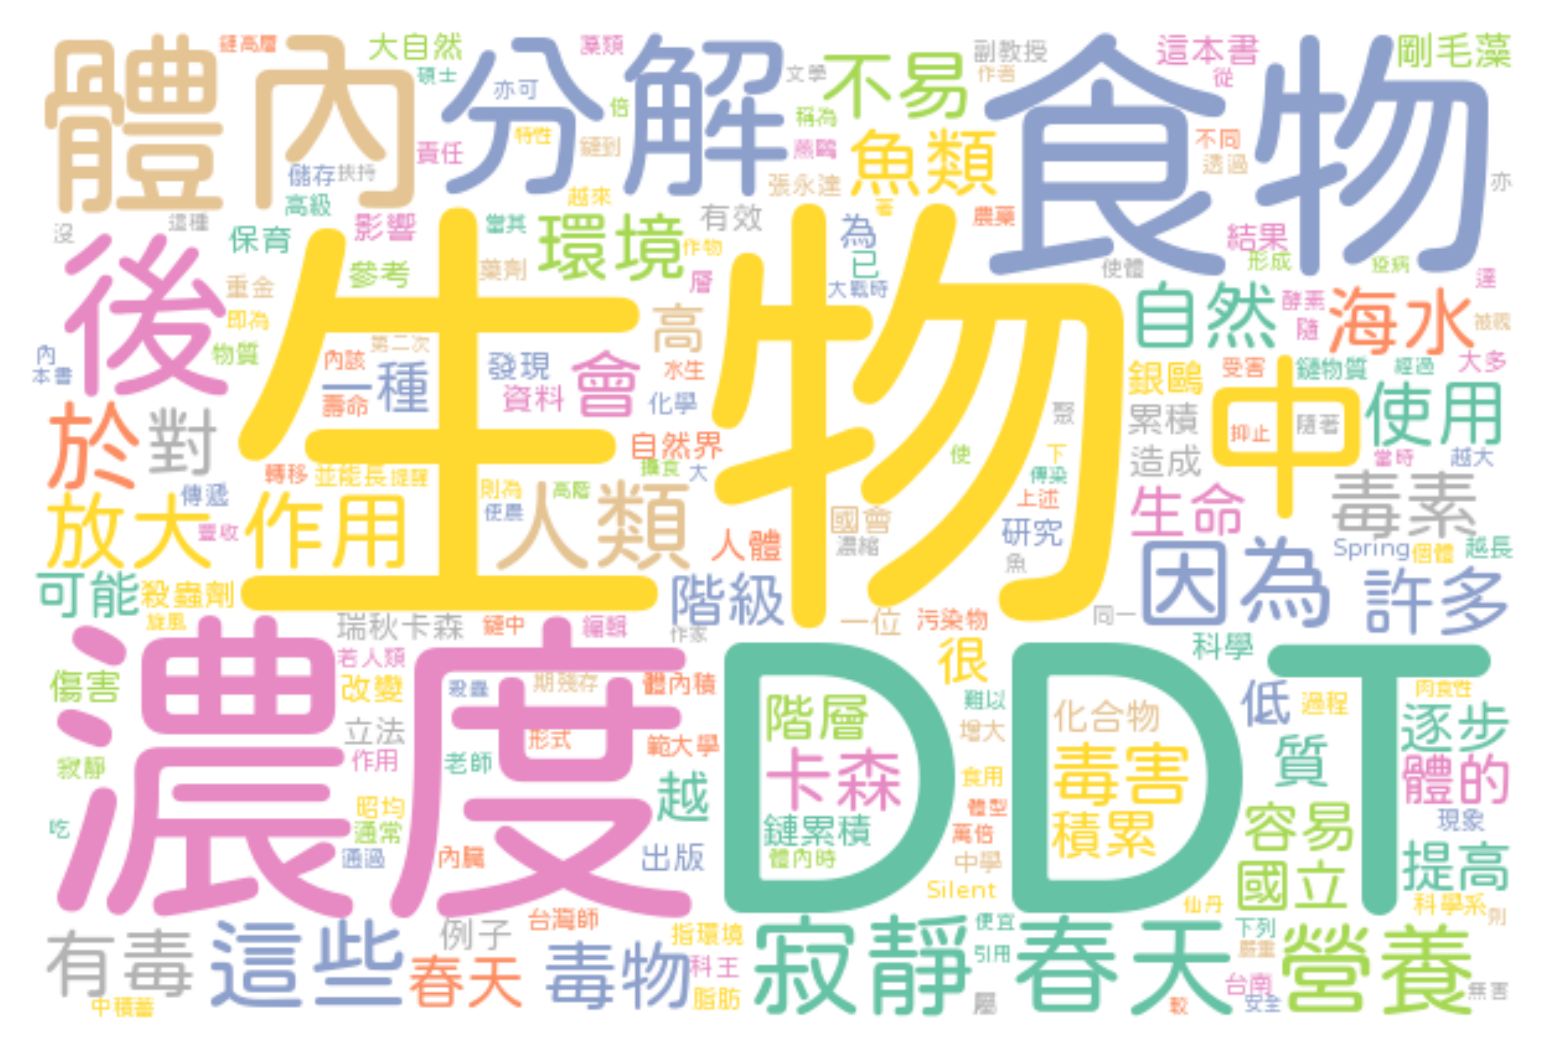 鏈高層
大自然
藻類
副教授
這本書
剛毛藻
體內
碩士
分解
亦可
文學
不易
作者
從
食物
倍
稱為
特性
責任
鏈到
燕鷗
魚類
不同
透過
儲存
挾持
張永達
亦
高級
越來
著
農藥
沒
這種
保育
影響
當其
環境
有效
為
結果
作物
形成
後
參考
藥劑
已
使體
疫病
重金
層
大戰時
達
自然
酵素
海水
即為
高
隨
被視
生物
物質
第二次
內
本書
內該
一種
發現
會
水生
銀鷗
受害
鏈物質
經過
大多
壽命
資料
化學
聚
累積
中
使用
於
對
自然界
抑止
隨著
使
下
造成
當時
越大
轉移
並能長
提醒
攝食
大
傳染
傳遞
則為
高階
上述
生命
毒素
放大
作用
使農
人類
國會
豐收
人體
濃縮
研究
因為
Spring
個體
越長
魚
可能
殺蟲劑
階級
許多
旋風
瑞秋卡森
鏈中
編輯
作家
一位
污染物
同一
科學
濃度
若人類
DDT
很
傷害
改變
殺蟲
期殘存
體內積
難以
低
過程
肉食性
階層
化合物
立法
形式
範大學
增大
逐步
寂靜
作用
老師
卡森
毒害
質
體的
越
食用
昭均
體型
吃
通常
鏈累積
萬倍
積累
容易
現象
通過
內臟
出版
體內時
中學
國立
提高
Silent
仙丹
科學系
有毒
這些
例子
台灣師
指環境
寂靜
便宜
春天
下列
則
營養
春天
毒物
科王
引用
嚴重
中積蓄
脂肪
屬
台南
安全
較
無害